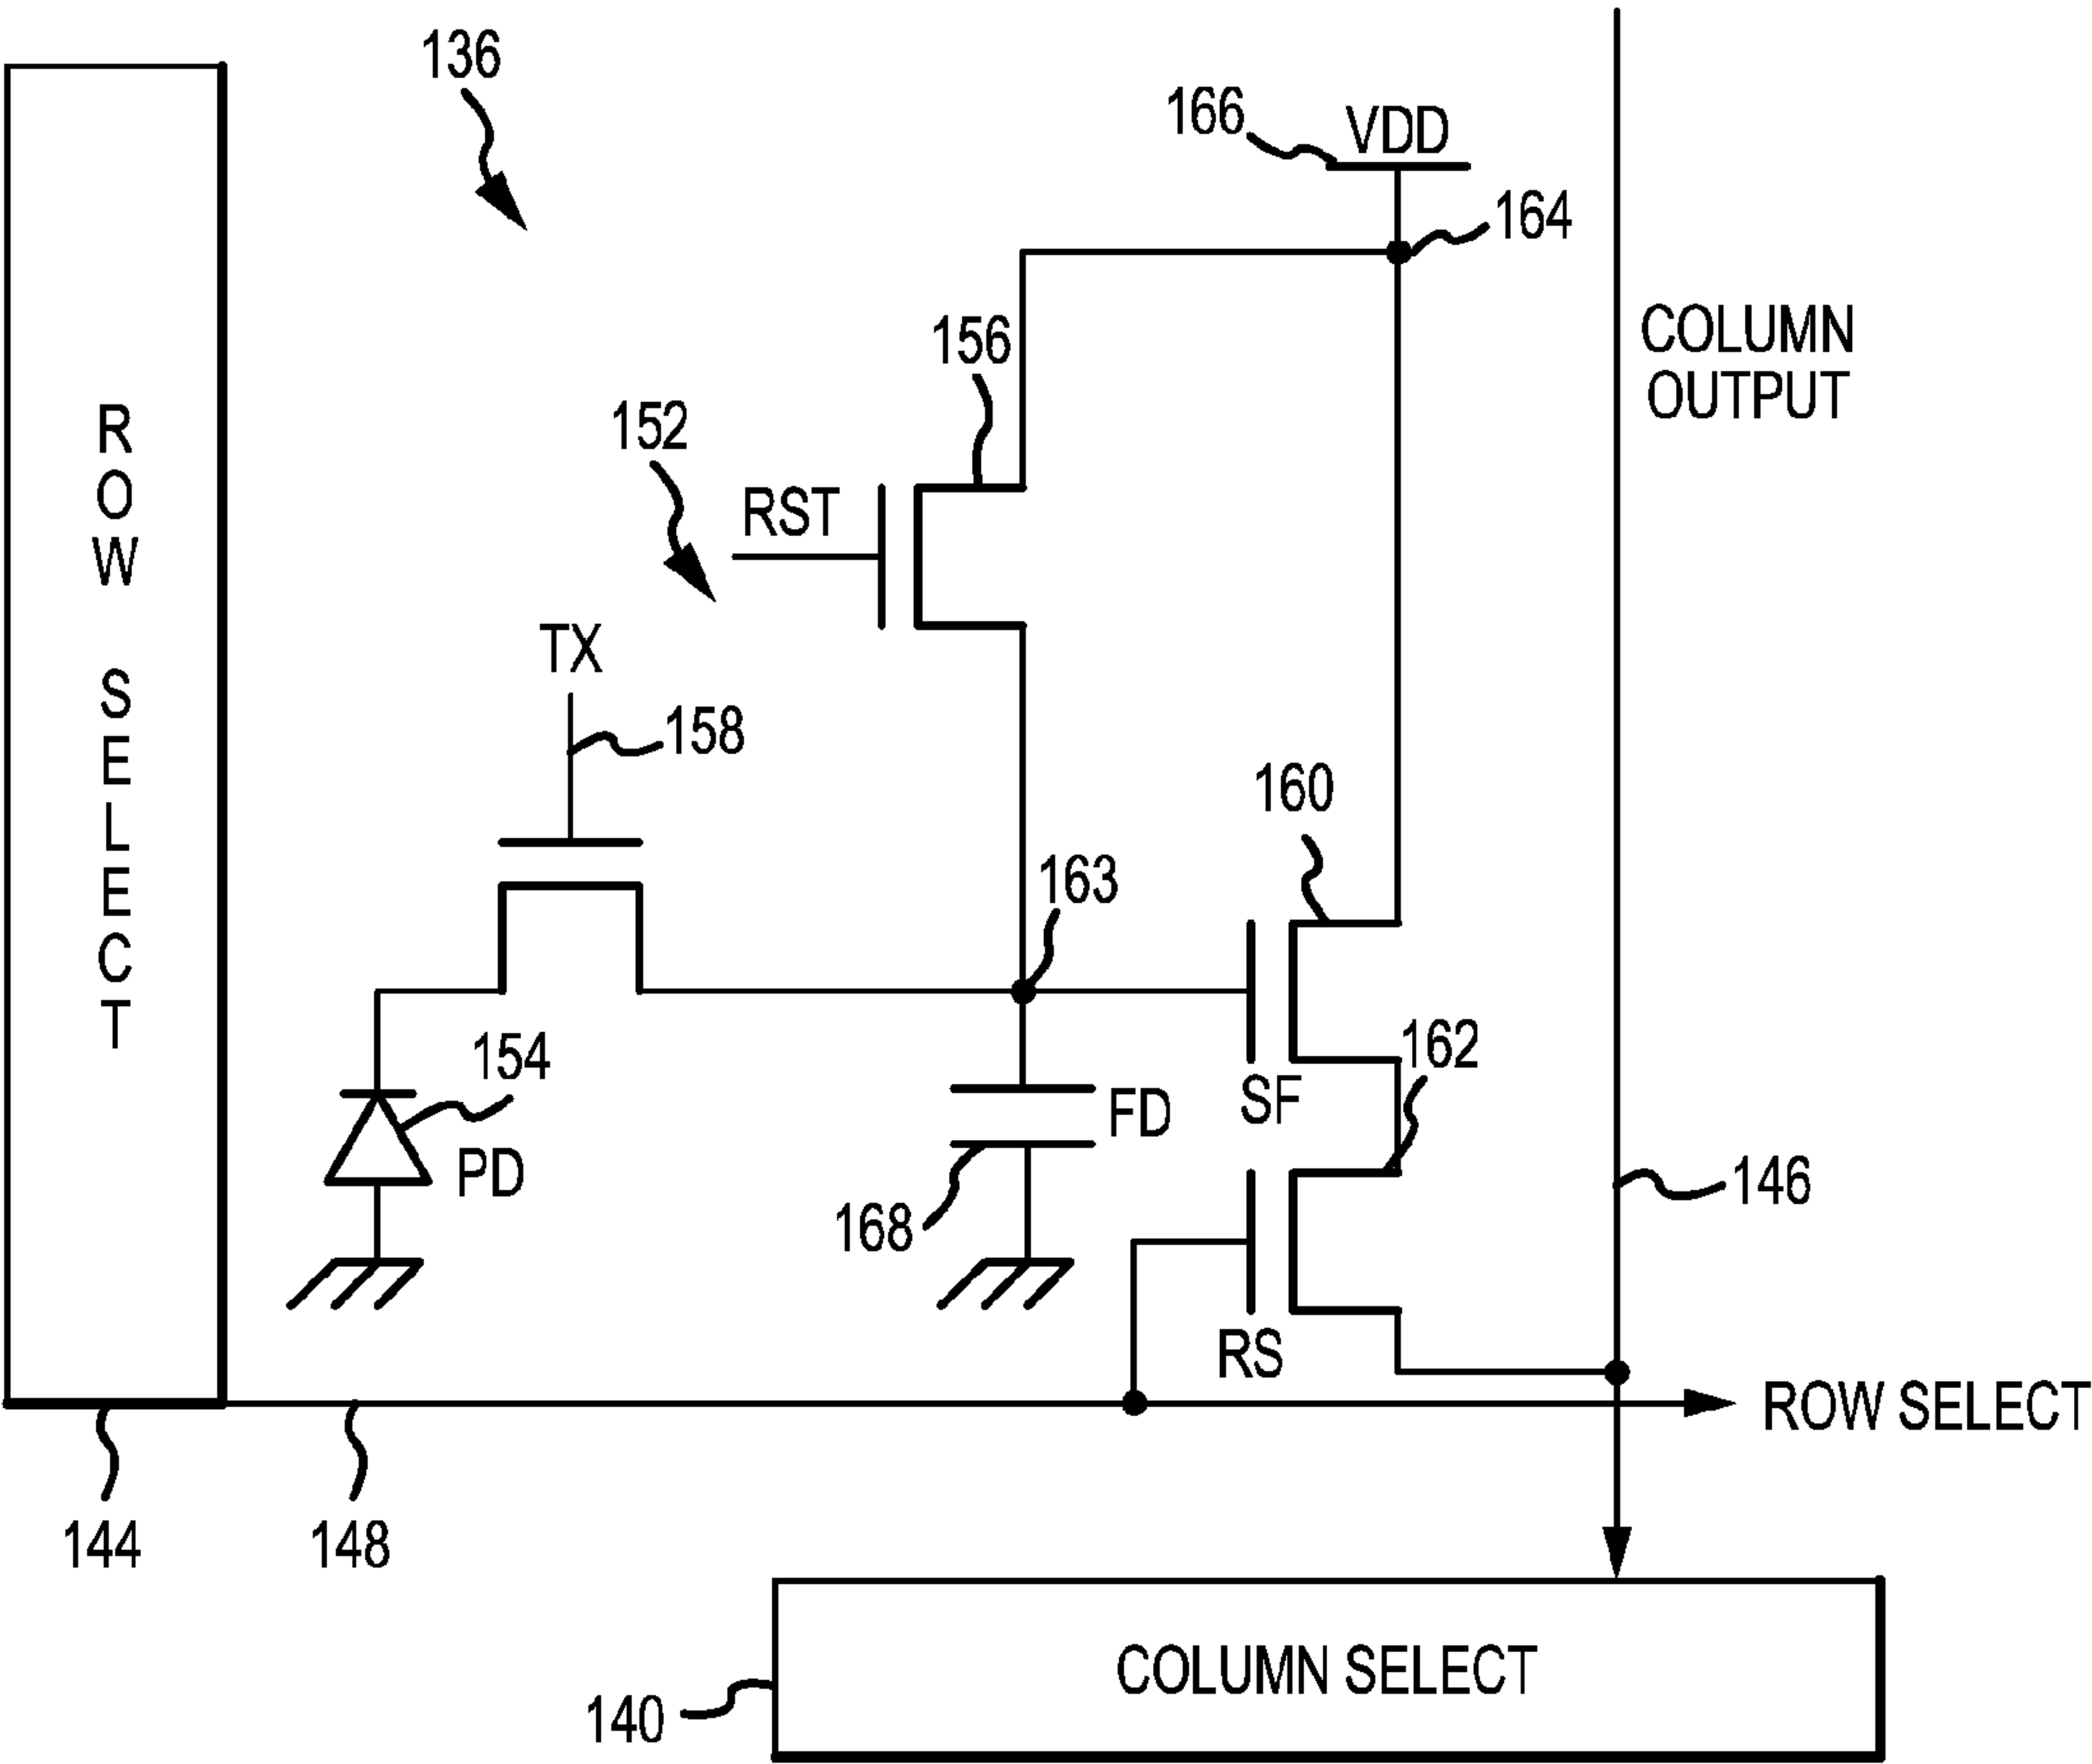 136
166
VDD
164
COLUMN
OUTPUT
156
152
RST
TX
158
160
163
ROW SELECT
162
154
FD
SF
PD
146
168
RS
ROW SELECT
144
148
COLUMN SELECT
140